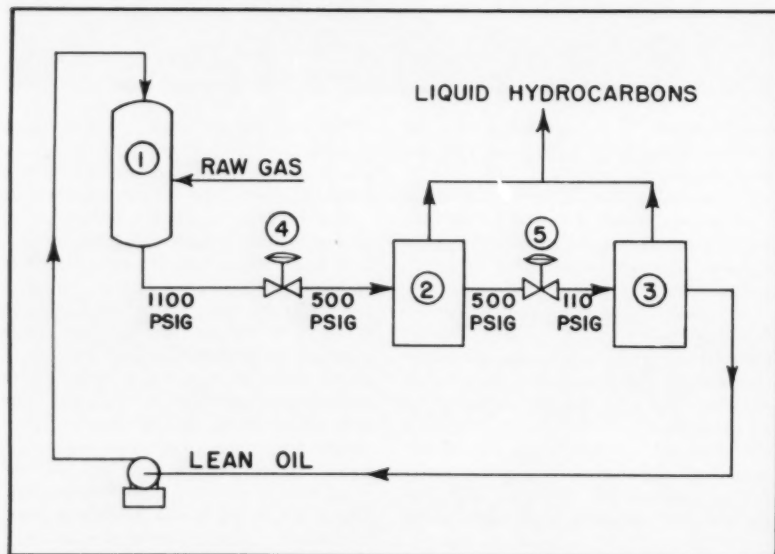 LIQUID HYDROCARBONS
1
RAW GAS
4
5
2
3
1100
PSIG
500
PSIG
500
PSIG
110
PSIG
LEAN OIL